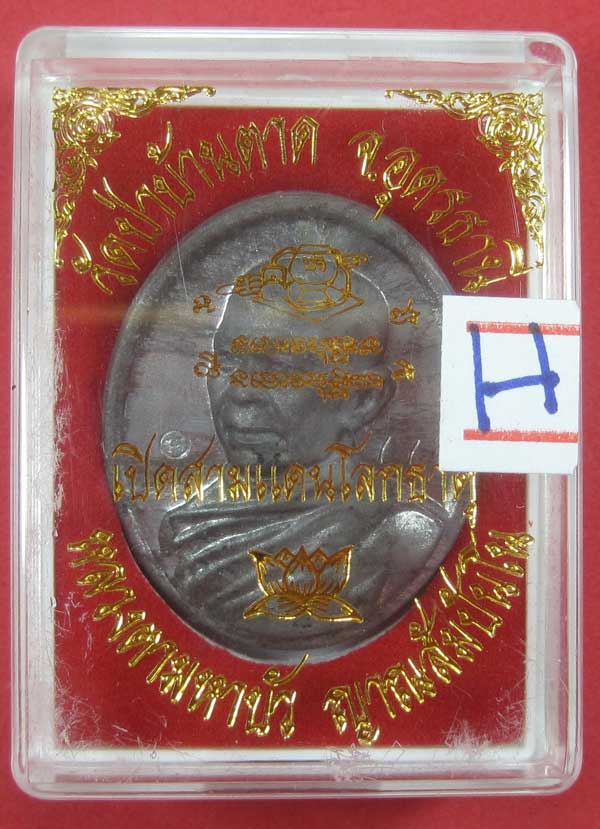 วัดป่าบ้านตาด จ.อุดรธานี
H
เปิดสามแดนโลกธาตุ
หลวงตามหาบัว ญาณสัมปันโน